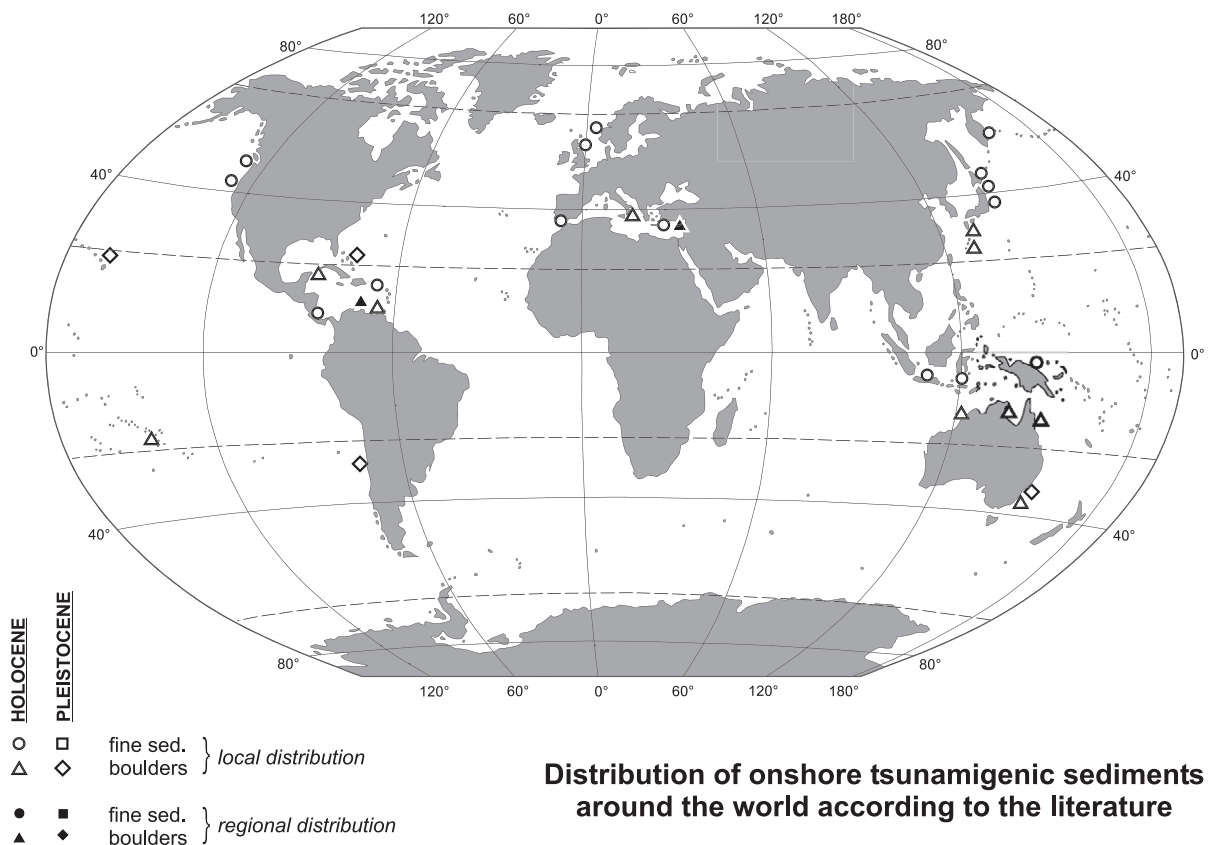 120° 60° 0° 60° 120° 180°
80° 80°
40° 40°
0° 0°
40° 40°
80° 80°
120° 60° 0° 60° 120° 180°
HOLOCENE
PLEISTOCENE
fine sed.
boulders
local distribution
fine sed.
boulders
regional distribution
Distribution of onshore tsunamigenic sediments
around the world according to the literature